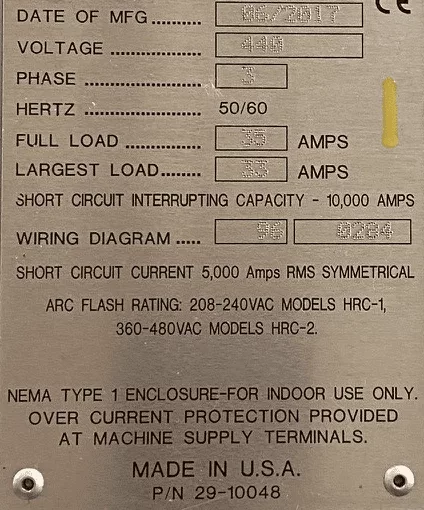 CE
DATE OF MFG .......... 06/2017
VOLTAGE .............. 440
PHASE ................ 3
HERTZ ................ 50/60
FULL LOAD ............ 35 AMPS
LARGEST LOAD ......... 33 AMPS
SHORT CIRCUIT INTERRUPTING CAPACITY - 10,000 AMPS
WIRING DIAGRAM ..... 96 0284
SHORT CIRCUIT CURRENT 5,000 Amps RMS SYMMETRICAL
ARC FLASH RATING: 208-240VAC MODELS HRC-1,
360-480VAC MODELS HRC-2.
NEMA TYPE 1 ENCLOSURE-FOR INDOOR USE ONLY.
OVER CURRENT PROTECTION PROVIDED
AT MACHINE SUPPLY TERMINALS.
MADE IN U.S.A.
P/N 29-10048